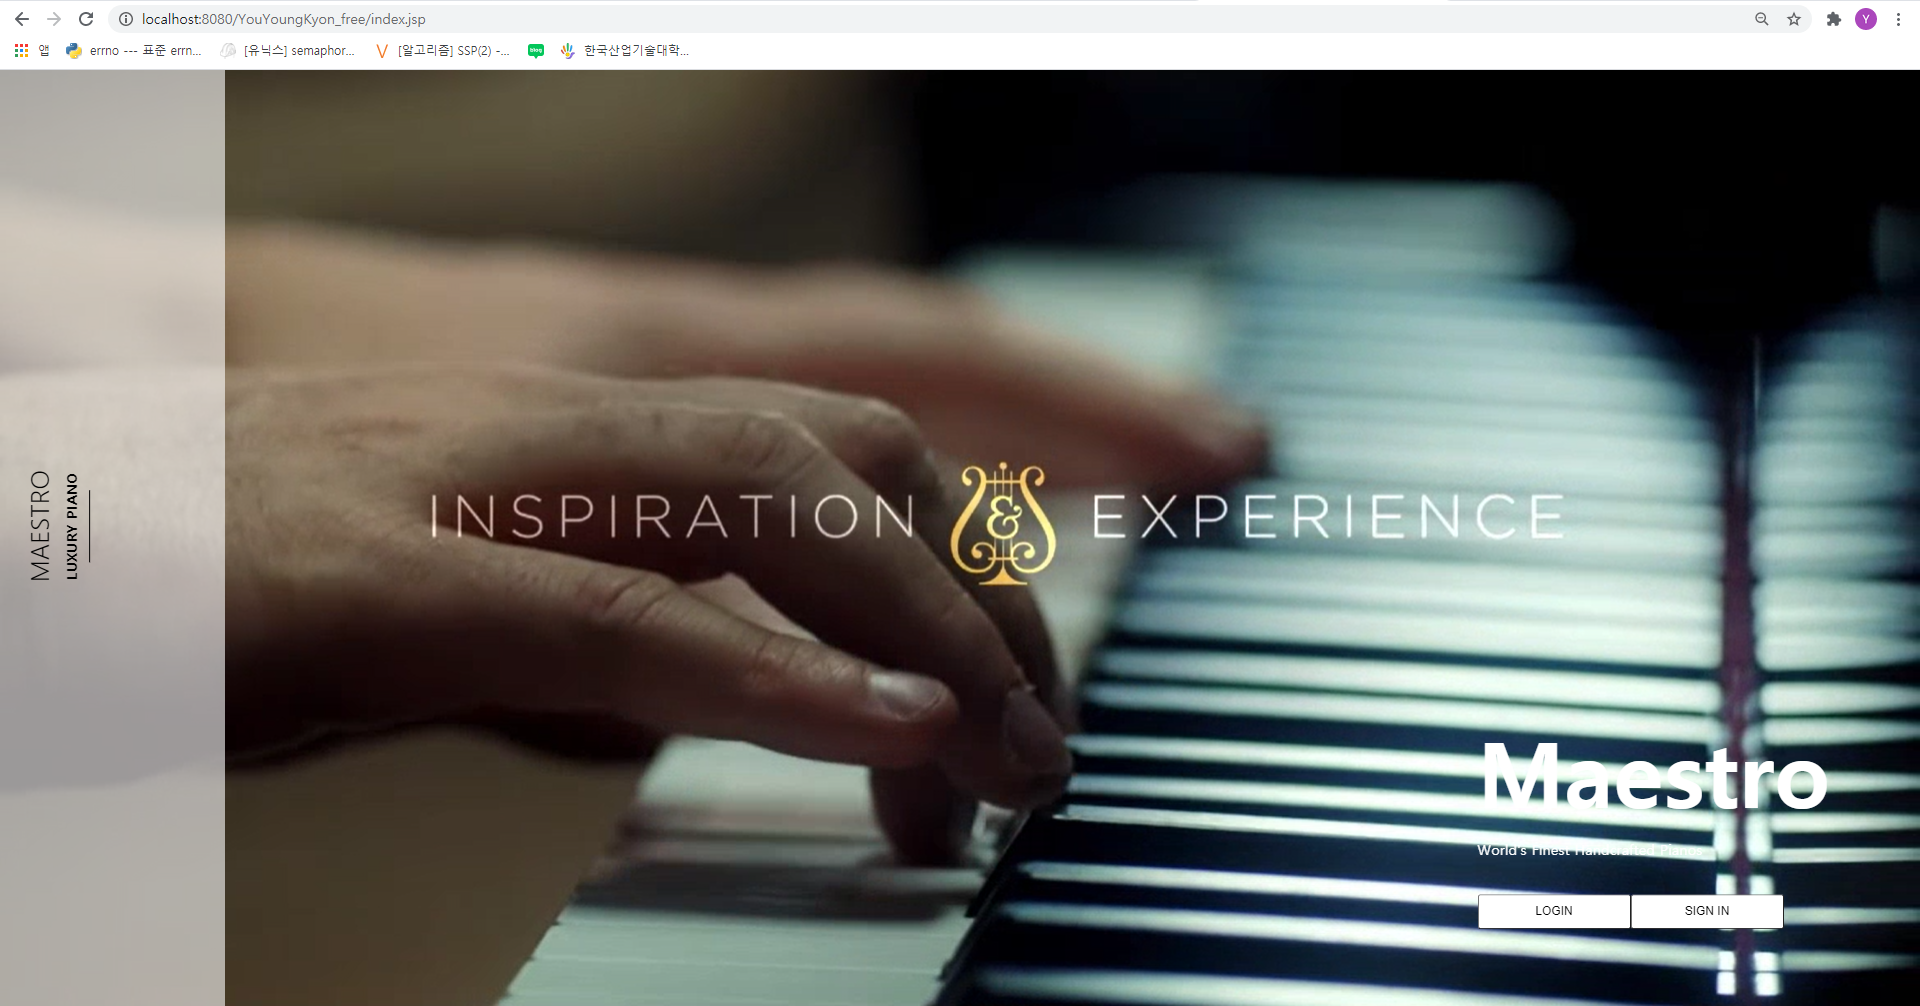 localhost:8080/YouYoungKyon_free/index.jsp
Y
앱
errno --- 표준 errn...
[유닉스] semaphor...
[알고리즘] SSP(2) -...
blog
한국산업기술대학...
MAESTRO
LUXURY PIANO
INSPIRATION & EXPERIENCE
Maestro
World's Finest Handcrafted Pianos
LOGIN
SIGN IN